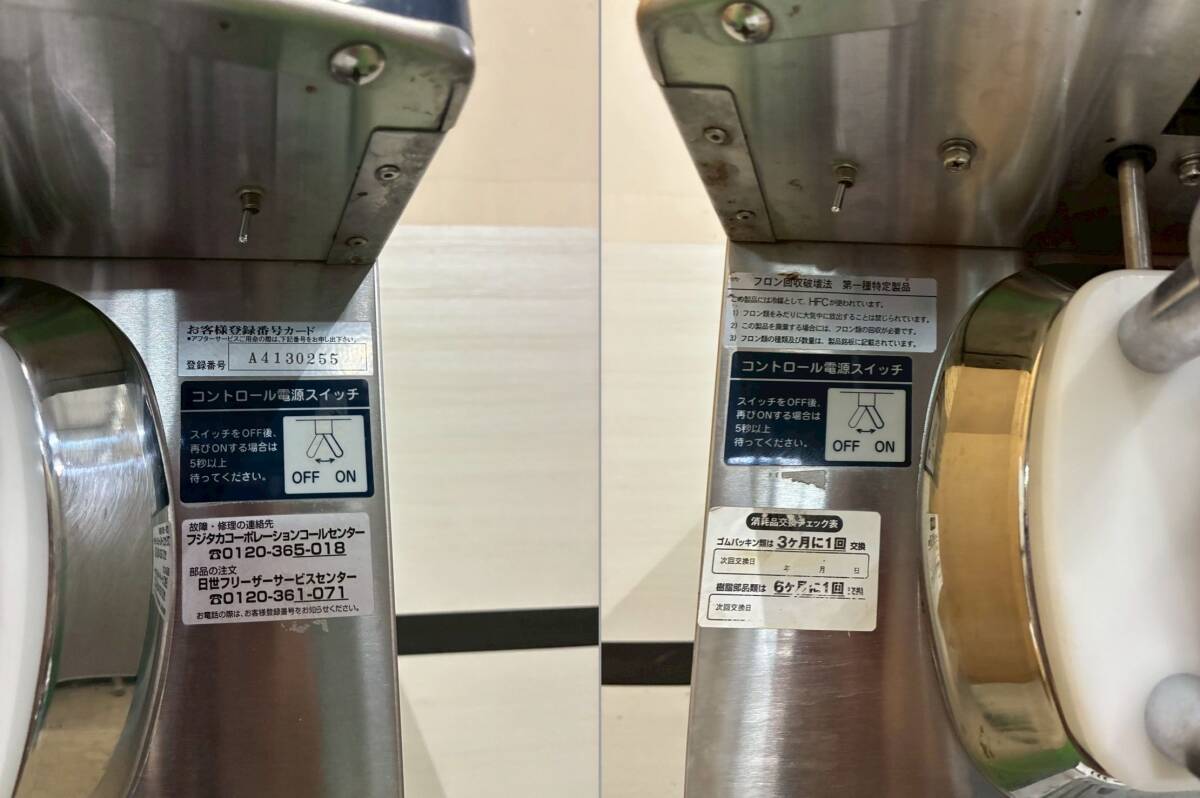 お客様登録番号カード
●アフターサービスご用命の際は、下記番号をお申し出下さい。
登録番号 A4130255
コントロール電源スイッチ
スイッチをOFF後、
再びONする場合は
5秒以上
待ってください。
OFF ON
故障・修理の連絡先
フジタカコーポレーションコールセンター
☎0120-365-018
部品の注文
日世フリーザーサービスセンター
☎0120-361-071
お電話の際は、お客様登録番号をお知らせください。
フロン回収破壊法 第一種特定製品
この製品には冷媒として、HFCが使われています。
1) フロン類をみだりに大気中に放出することは禁じられています。
2) この製品を廃棄する場合には、フロン類の回収が必要です。
3) フロン類の種類及び数量は、製品銘板に記載されています。
コントロール電源スイッチ
スイッチをOFF後、
再びONする場合は
5秒以上
待ってください。
OFF ON
消耗品交換チェック表
ゴムパッキン類は 3ヶ月に1回 交換
次回交換日 年 月 日
樹脂部品類は 6ヶ月に1回 交換
次回交換日